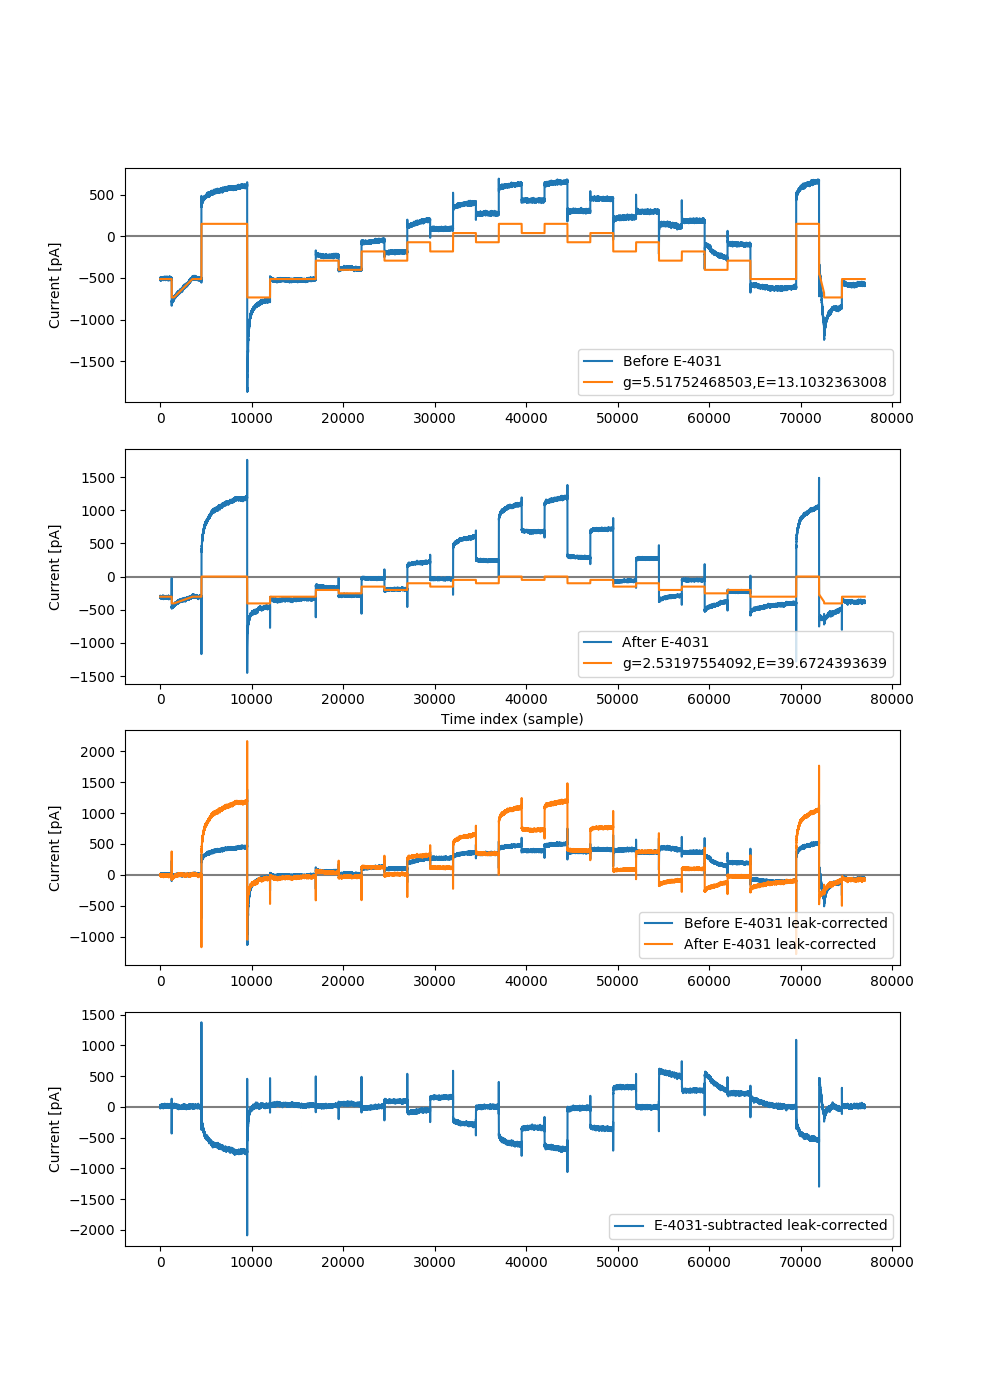 500
0
−500
−1000
−1500
Current [pA]
Before E-4031
g=5.51752468503,E=13.1032363008
0 10000 20000 30000 40000 50000 60000 70000 80000
1500
1000
500
0
−500
−1000
−1500
Current [pA]
After E-4031
g=2.53197554092,E=39.6724393639
0 10000 20000 30000 40000 50000 60000 70000 80000
Time index (sample)
2000
1500
1000
500
0
−500
−1000
Current [pA]
Before E-4031 leak-corrected
After E-4031 leak-corrected
0 10000 20000 30000 40000 50000 60000 70000 80000
1500
1000
500
0
−500
−1000
−1500
−2000
Current [pA]
E-4031-subtracted leak-corrected
0 10000 20000 30000 40000 50000 60000 70000 80000